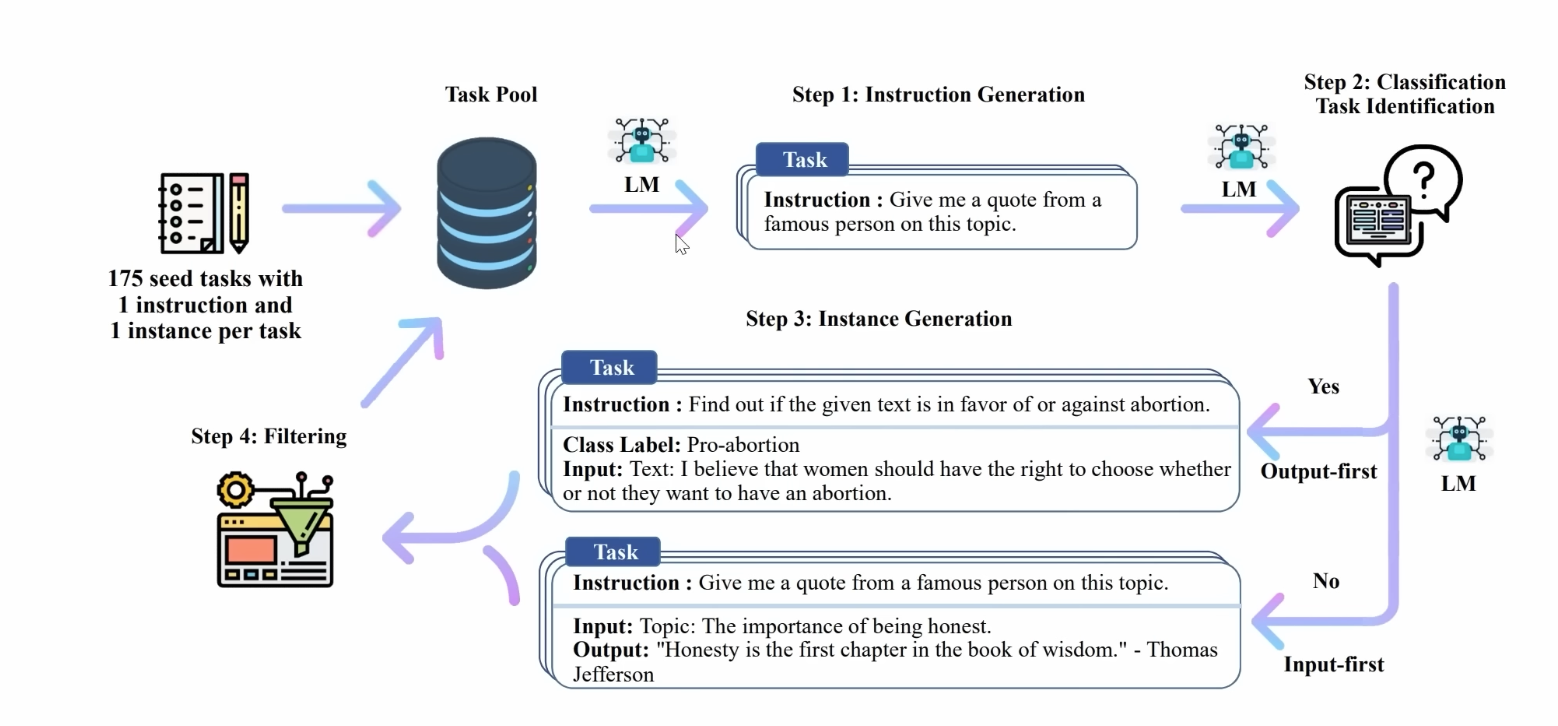 Task Pool
Step 1: Instruction Generation
Step 2: Classification
Task Identification
LM
LM
Task
Instruction : Give me a quote from a
famous person on this topic.
175 seed tasks with
1 instruction and
1 instance per task
Step 3: Instance Generation
Task
Instruction : Find out if the given text is in favor of or against abortion.
Class Label: Pro-abortion
Input: Text: I believe that women should have the right to choose whether
or not they want to have an abortion.
Yes
Output-first
LM
Step 4: Filtering
Task
Instruction : Give me a quote from a famous person on this topic.
Input: Topic: The importance of being honest.
Output: "Honesty is the first chapter in the book of wisdom." - Thomas
Jefferson
No
Input-first